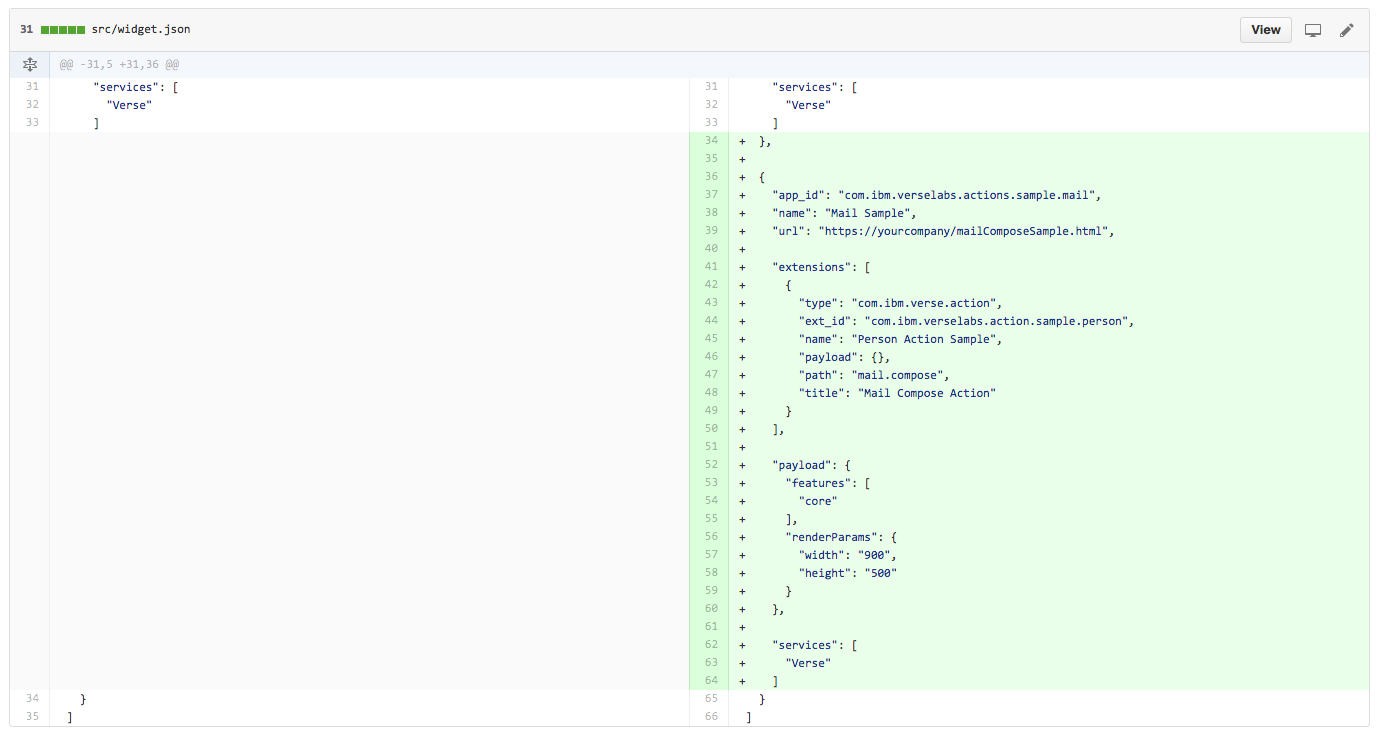 31 src/widget.json View
@@ -31,5 +31,36 @@
31 "services": [ 31 "services": [
32 "Verse" 32 "Verse"
33 ] 33 ]
34 + },
35 +
36 + {
37 + "app_id": "com.ibm.verselabs.actions.sample.mail",
38 + "name": "Mail Sample",
39 + "url": "https://yourcompany/mailComposeSample.html",
40 +
41 + "extensions": [
42 + {
43 + "type": "com.ibm.verse.action",
44 + "ext_id": "com.ibm.verselabs.action.sample.person",
45 + "name": "Person Action Sample",
46 + "payload": {},
47 + "path": "mail.compose",
48 + "title": "Mail Compose Action"
49 + }
50 + ],
51 +
52 + "payload": {
53 + "features": [
54 + "core"
55 + ],
56 + "renderParams": {
57 + "width": "900",
58 + "height": "500"
59 + }
60 + },
61 +
62 + "services": [
63 + "Verse"
64 + ]
34 } 65 }
35 ] 66 ]